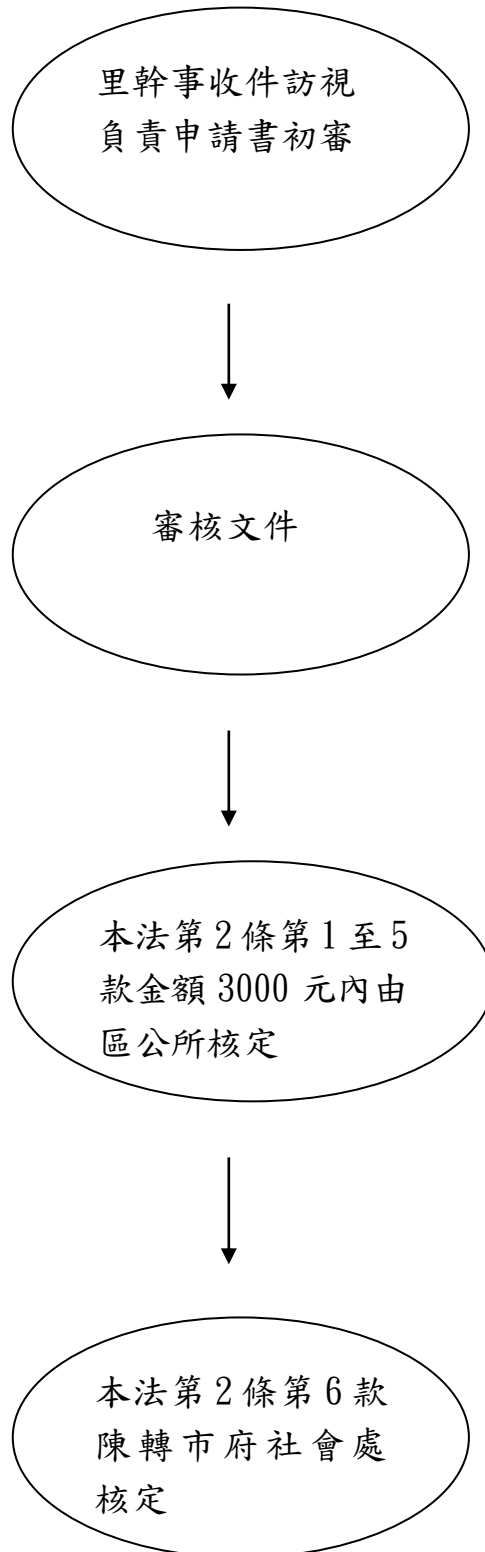 里幹事收件訪視
負責申請書初審
審核文件
本法第2條第1至5
款金額3000元內由
區公所核定
本法第2條第6款
陳轉市府社會處
核定